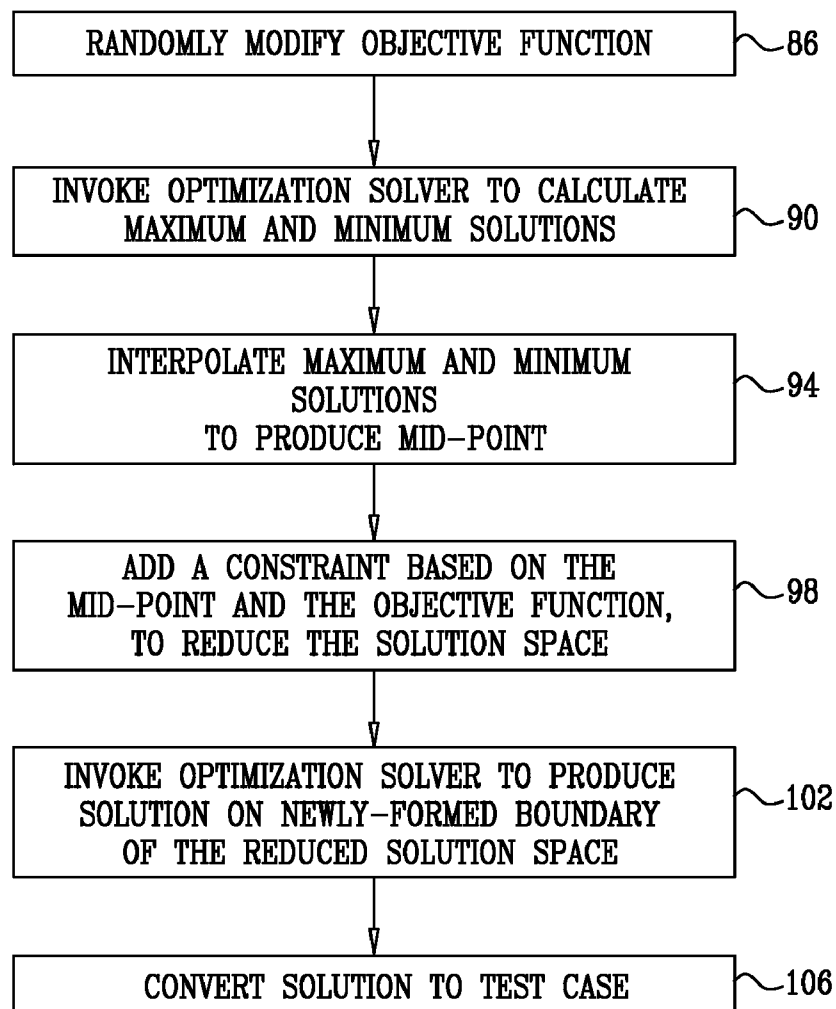 RANDOMLY MODIFY OBJECTIVE FUNCTION
86
INVOKE OPTIMIZATION SOLVER TO CALCULATE
MAXIMUM AND MINIMUM SOLUTIONS
90
INTERPOLATE MAXIMUM AND MINIMUM
SOLUTIONS
TO PRODUCE MID-POINT
94
ADD A CONSTRAINT BASED ON THE
MID-POINT AND THE OBJECTIVE FUNCTION,
TO REDUCE THE SOLUTION SPACE
98
INVOKE OPTIMIZATION SOLVER TO PRODUCE
SOLUTION ON NEWLY-FORMED BOUNDARY
OF THE REDUCED SOLUTION SPACE
102
CONVERT SOLUTION TO TEST CASE
106